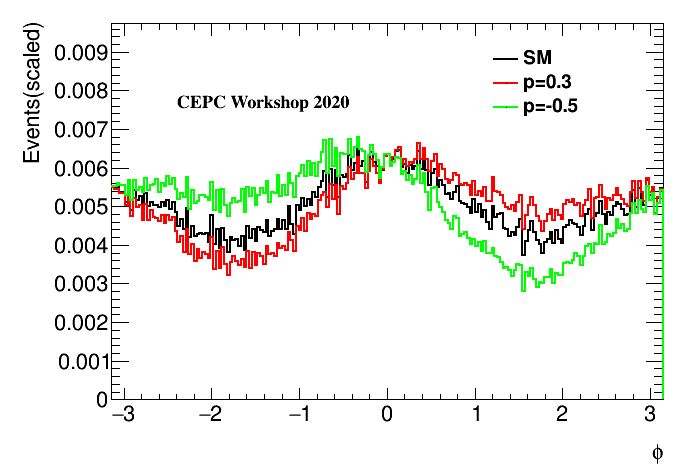 Events(scaled)
0.009
0.008
0.007
0.006
0.005
0.004
0.003
0.002
0.001
0
CEPC Workshop 2020
SM
p=0.3
p=-0.5
−3 −2 −1 0 1 2 3
ϕ